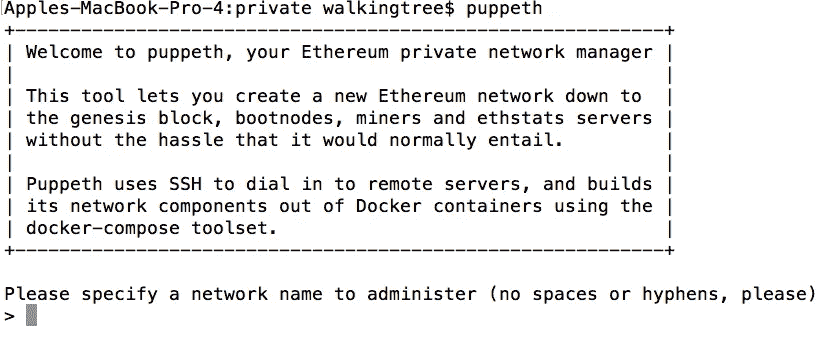 Apples-MacBook-Pro-4:private walkingtree$ puppeth
+-----------------------------------------------------------+
| Welcome to puppeth, your Ethereum private network manager |
|                                                           |
| This tool lets you create a new Ethereum network down to  |
| the genesis block, bootnodes, miners and ethstats servers |
| without the hassle that it would normally entail.         |
|                                                           |
| Puppeth uses SSH to dial in to remote servers, and builds |
| its network components out of Docker containers using the |
| docker-compose toolset.                                   |
+-----------------------------------------------------------+
Please specify a network name to administer (no spaces or hyphens, please)
>